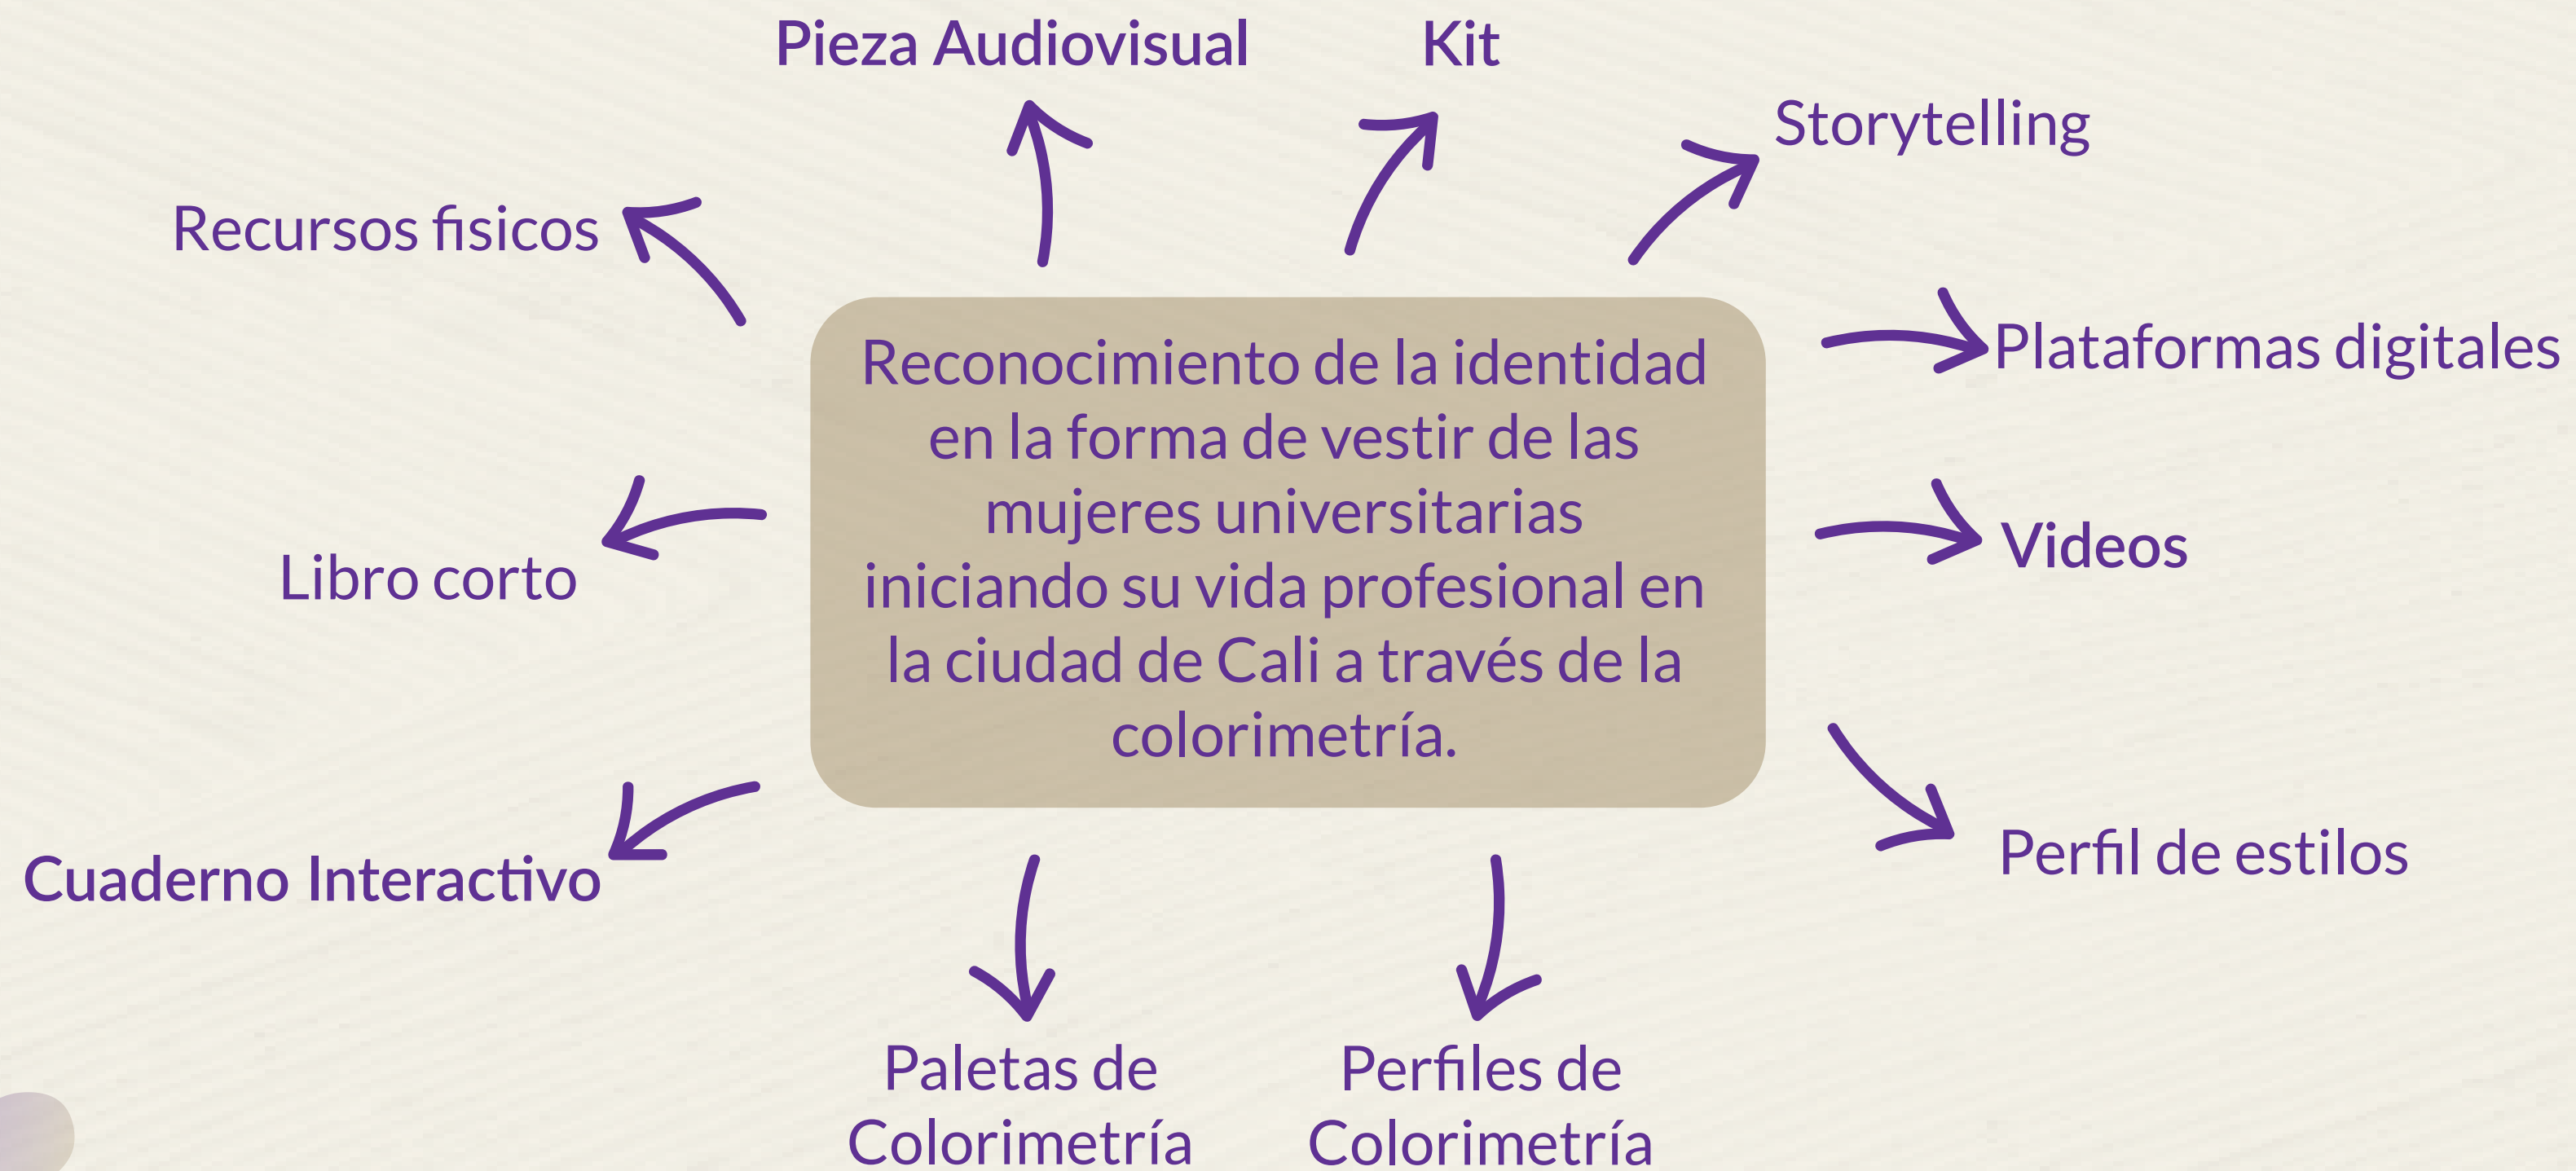 Pieza Audiovisual
Kit
Storytelling
Recursos fisicos
Plataformas digitales
Reconocimiento de la identidad
en la forma de vestir de las
mujeres universitarias
iniciando su vida profesional en
la ciudad de Cali a través de la
colorimetría.
Videos
Libro corto
Perfil de estilos
Cuaderno Interactivo
Paletas de
Colorimetría
Perfiles de
Colorimetría